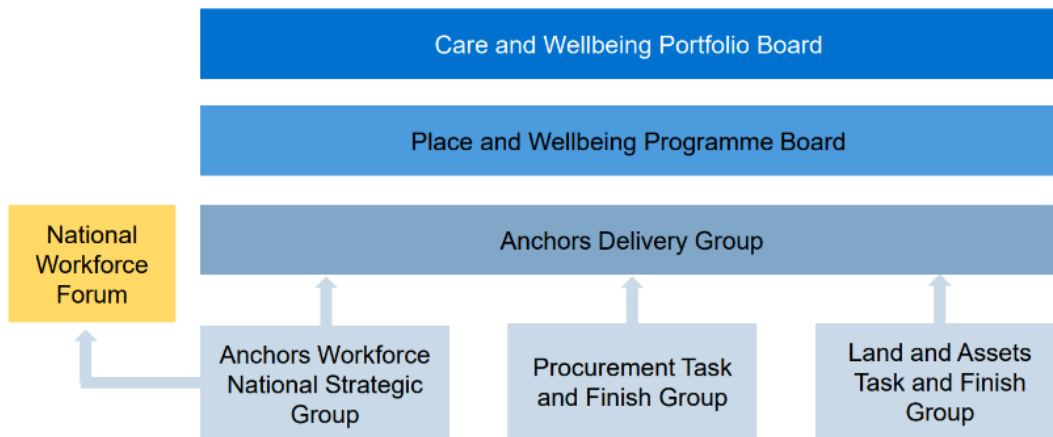 Care and Wellbeing Portfolio Board
Place and Wellbeing Programme Board
National
Workforce
Forum
Anchors Delivery Group
Anchors Workforce
National Strategic
Group
Procurement Task
and Finish Group
Land and Assets
Task and Finish
Group